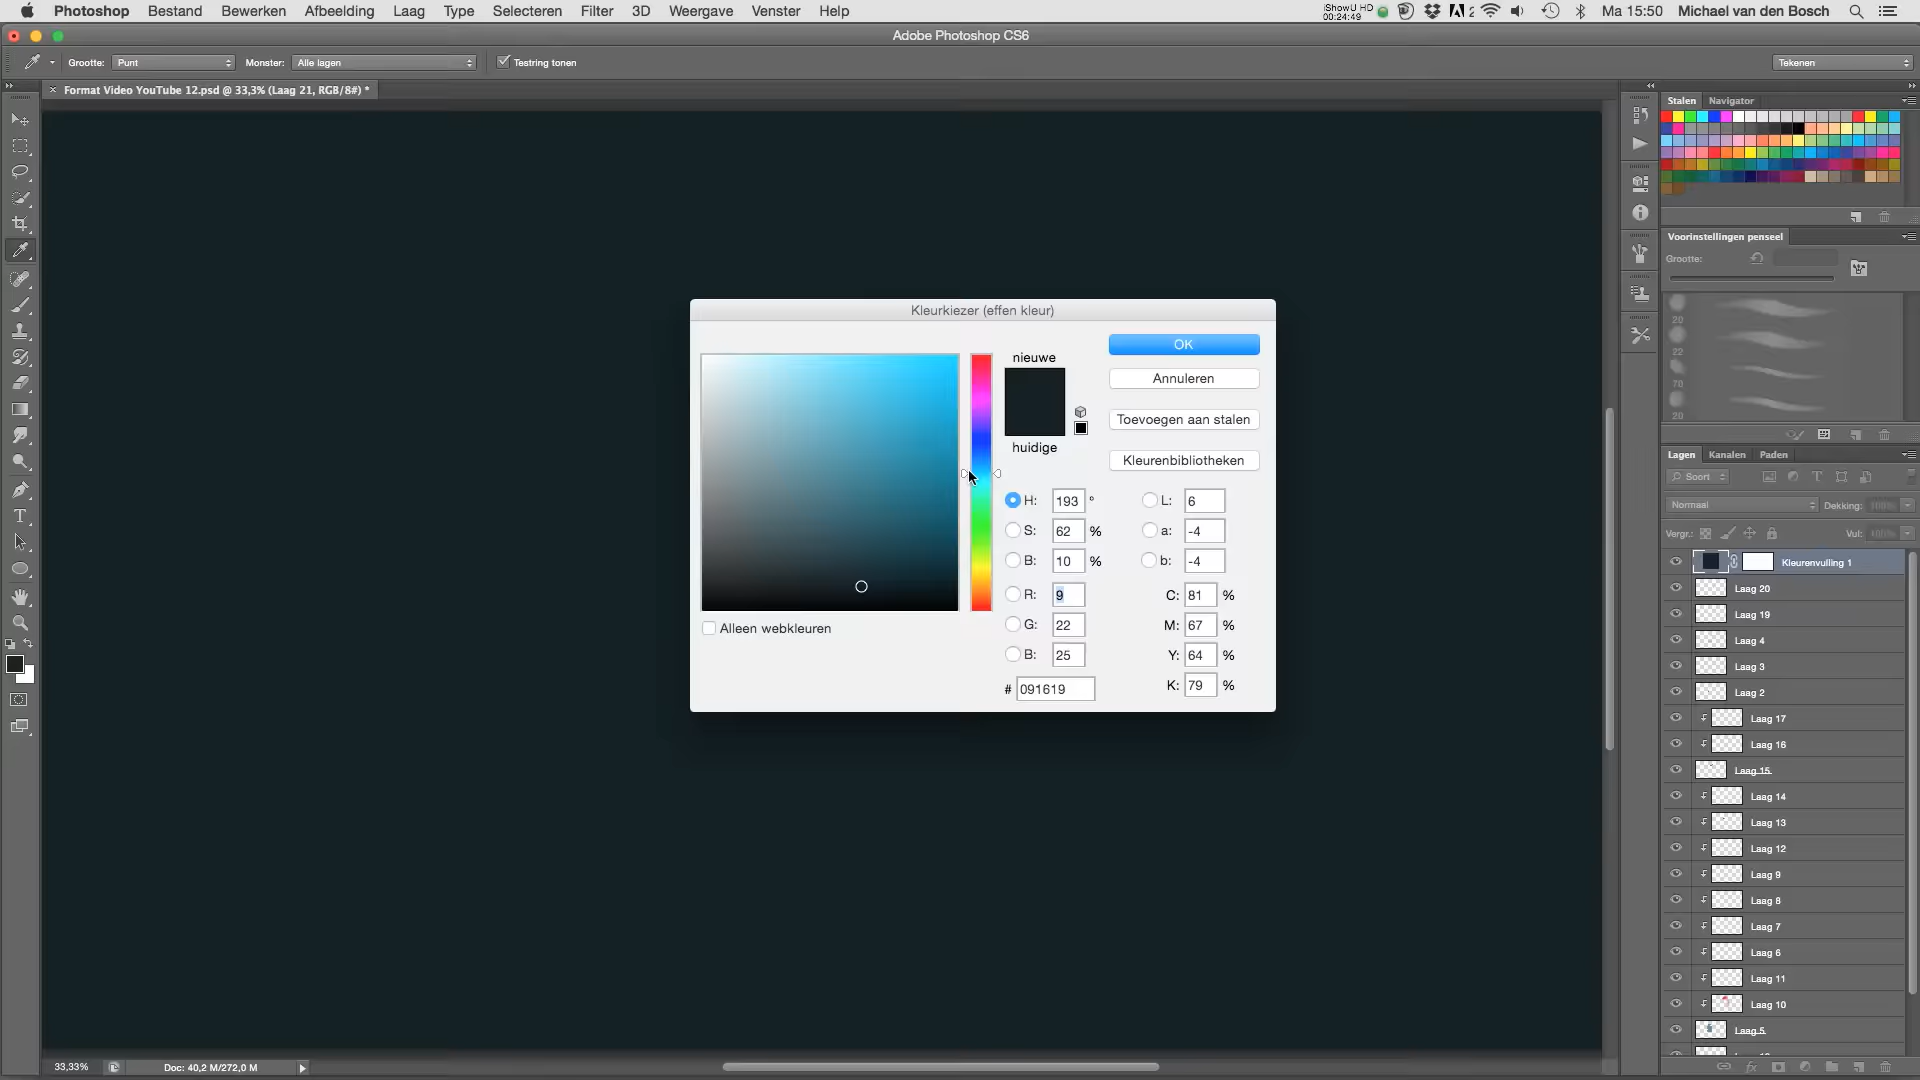 Photoshop Bestand Bewerken Afbeelding Laag Type Selecteren Filter 3D Weergave Venster Help
iShowU HD
00:24:49
2
Ma 15:50 Michael van den Bosch
Adobe Photoshop CS6
Grootte: Punt Monster: Alle lagen Testring tonen Tekenen
× Format Video YouTube 12.psd @ 33,3% (Laag 21, RGB/8#) *
Stalen Navigator
Voorinstellingen penseel
Grootte:
20
22
70
20
Kleurkiezer (effen kleur)
nieuwe
huidige
OK
Annuleren
Toevoegen aan stalen
Kleurenbibliotheken
H: 193 ° L: 6
S: 62 % a: -4
B: 10 % b: -4
R: 9 C: 81 %
G: 22 M: 67 %
B: 25 Y: 64 %
# 091619 K: 79 %
Alleen webkleuren
Lagen Kanalen Paden
Soort
Normaal Dekking: 100%
Vergr.: Vul: 100%
Kleurenvulling 1
Laag 20
Laag 19
Laag 4
Laag 3
Laag 2
Laag 17
Laag 16
Laag 15
Laag 14
Laag 13
Laag 12
Laag 9
Laag 8
Laag 7
Laag 6
Laag 11
Laag 10
Laag 5
33,33% Doc: 40,2 M/272,0 M